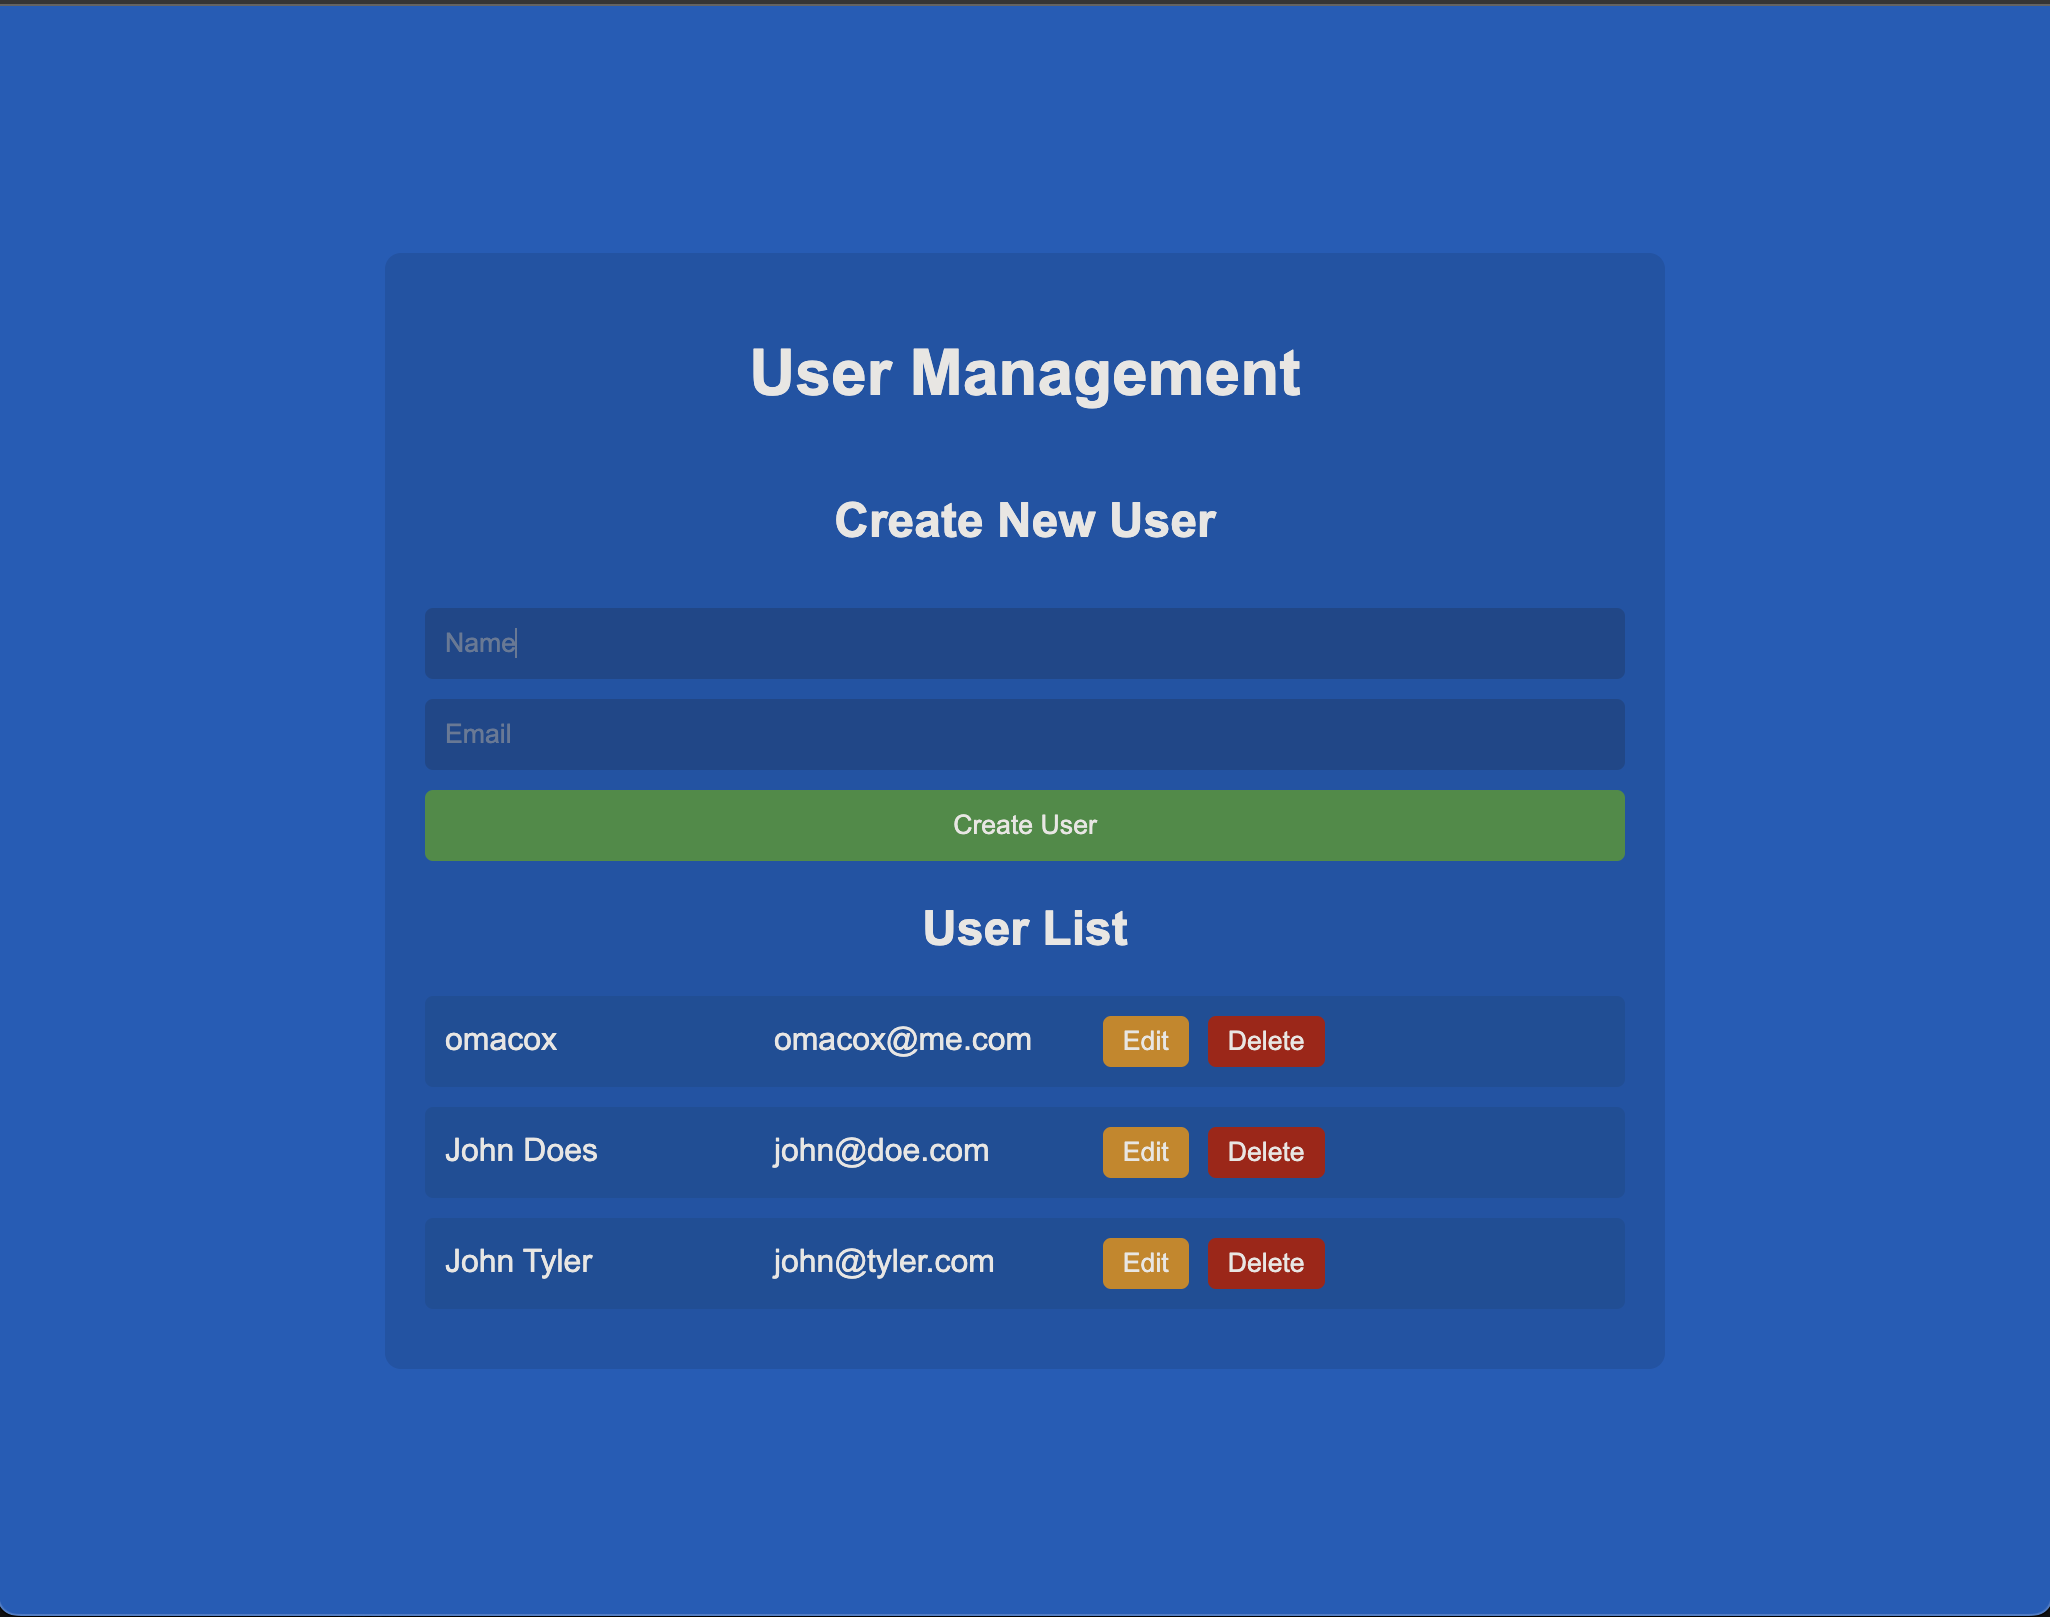 User Management
Create New User
Name
Email
Create User
User List
omacox omacox@me.com Edit Delete
John Does john@doe.com Edit Delete
John Tyler john@tyler.com Edit Delete